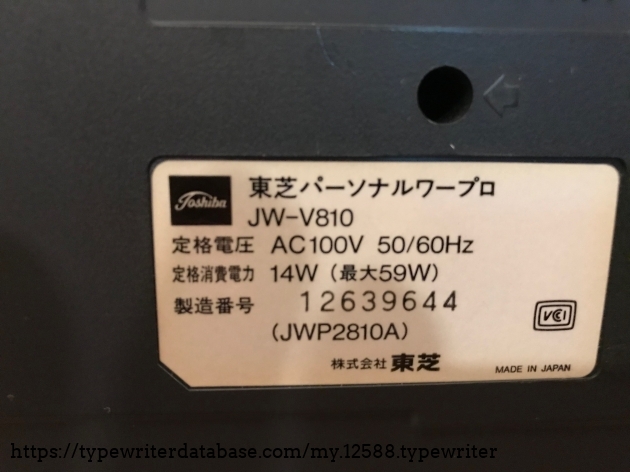 Toshiba
東芝パーソナルワープロ
JW-V810
定格電圧 AC100V 50/60Hz
定格消費電力 14W (最大59W)
製造番号 12639644
(JWP2810A)
VCCI
株式会社 東芝
MADE IN JAPAN
https://typewriterdatabase.com/my.12588.typewriter